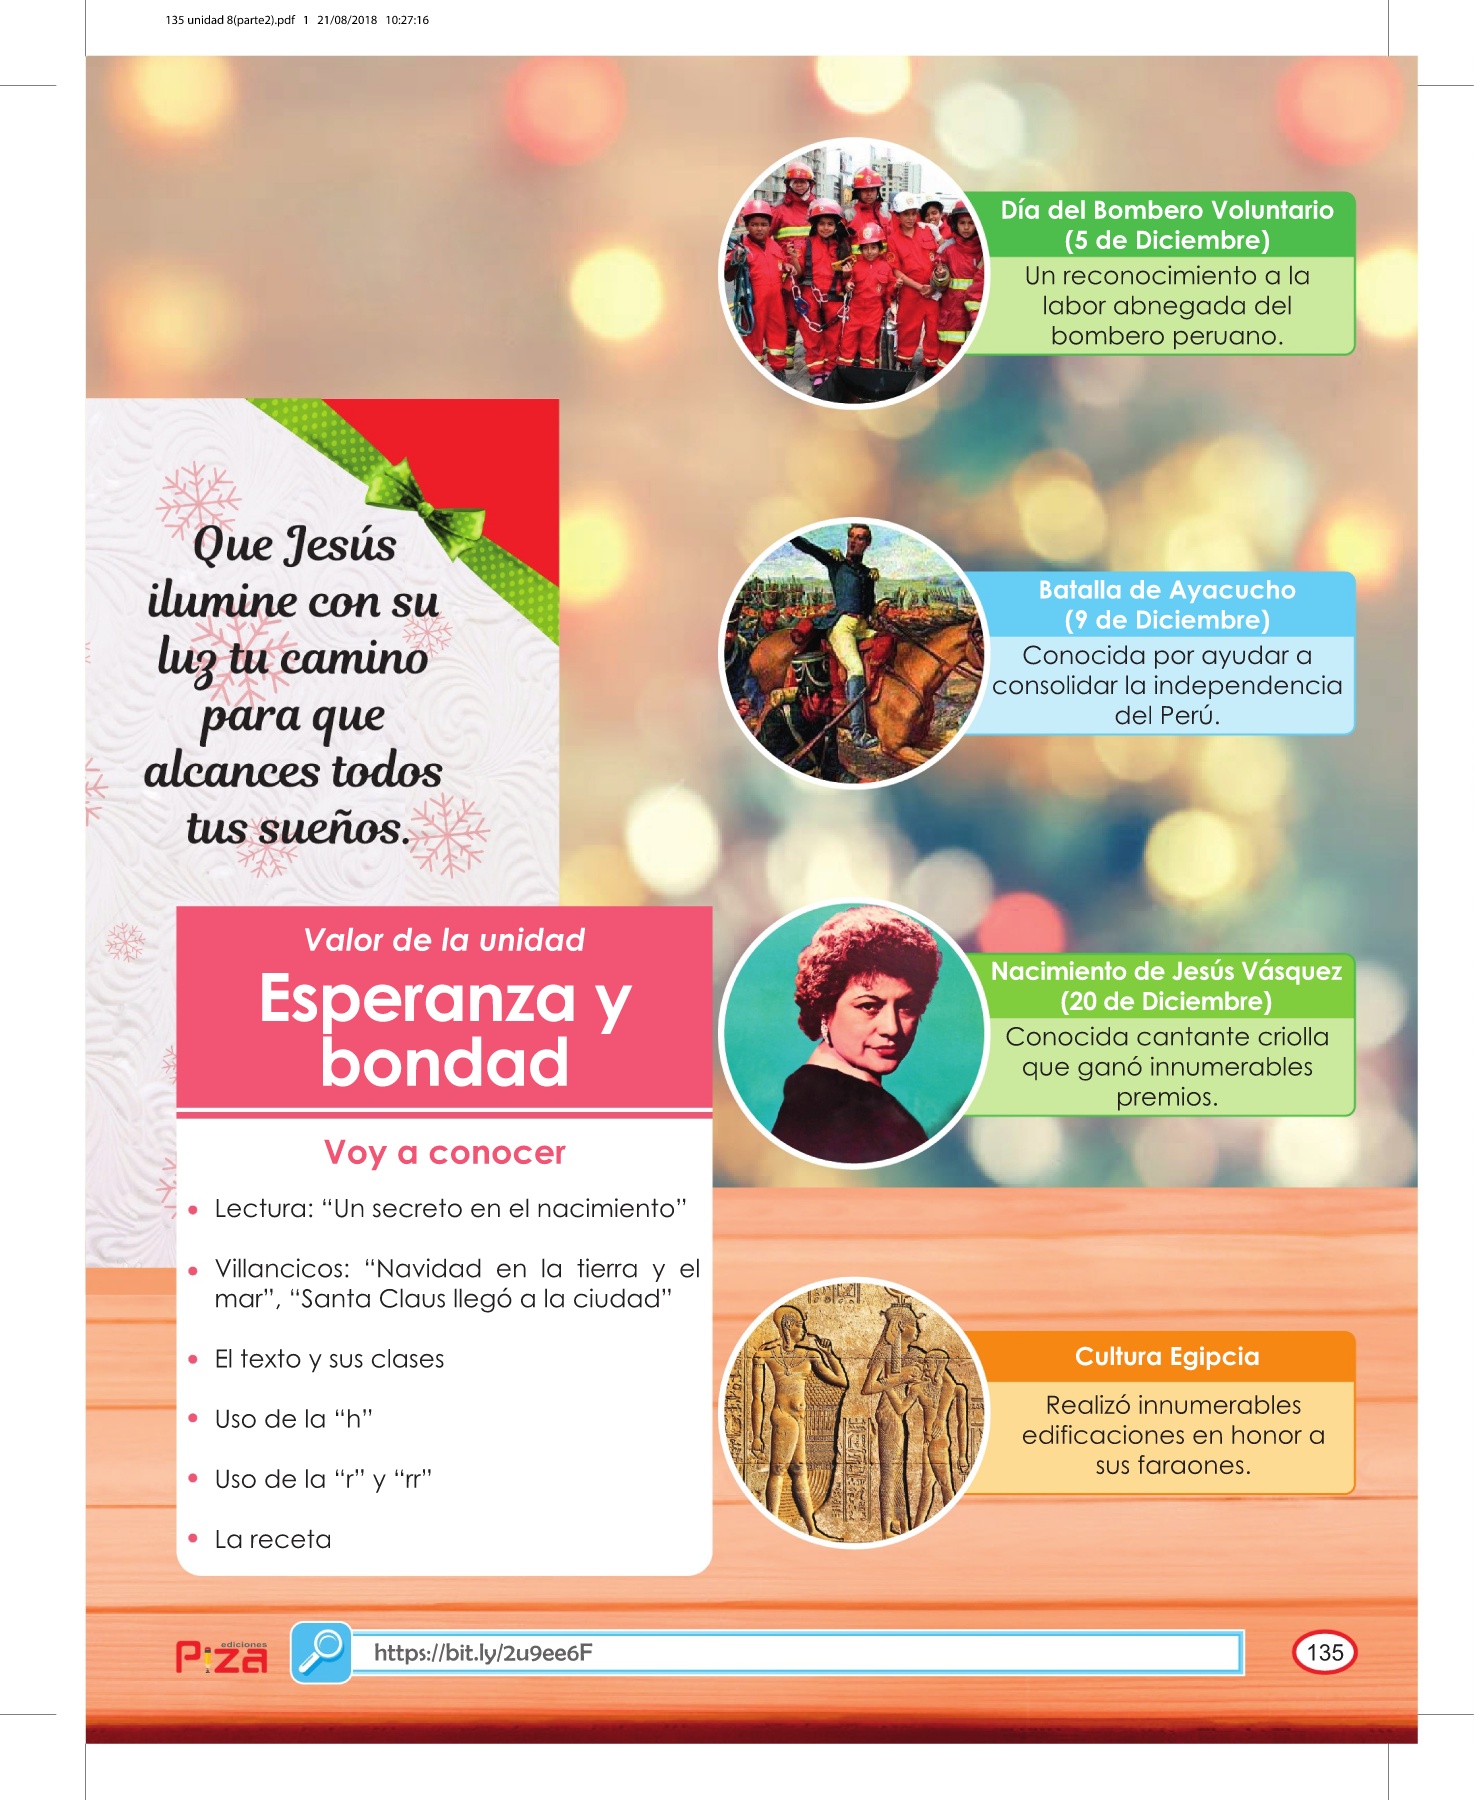 135 unidad 8(parte2).pdf 1 21/08/2018 10:27:16
Día del Bombero Voluntario
(5 de Diciembre)
Un reconocimiento a la
labor abnegada del
bombero peruano.
Que Jesús
ilumine con su
luz tu camino
para que
alcances todos
tus sueños.
Batalla de Ayacucho
(9 de Diciembre)
Conocida por ayudar a
consolidar la independencia
del Perú.
Valor de la unidad
Esperanza y
bondad
Voy a conocer
• Lectura: “Un secreto en el nacimiento”
• Villancicos: “Navidad en la tierra y el
mar”, “Santa Claus llegó a la ciudad”
• El texto y sus clases
• Uso de la “h”
• Uso de la “r” y “rr”
• La receta
Nacimiento de Jesús Vásquez
(20 de Diciembre)
Conocida cantante criolla
que ganó innumerables
premios.
Cultura Egipcia
Realizó innumerables
edificaciones en honor a
sus faraones.
ediciones
Piza
https://bit.ly/2u9ee6F
135